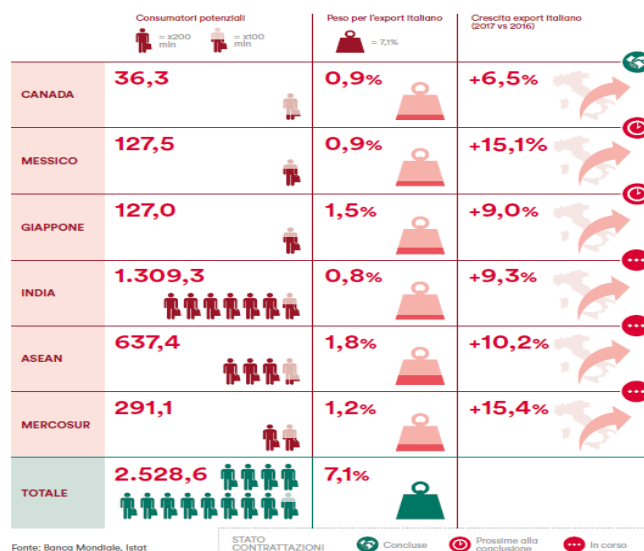 Consumatori potenziali
= x200 mln
= x100 mln
Peso per l'export italiano
= 7,1%
Crescita export italiano
(2017 vs 2016)
CANADA
36,3
0,9%
+6,5%
MESSICO
127,5
0,9%
+15,1%
GIAPPONE
127,0
1,5%
+9,0%
INDIA
1.309,3
0,8%
+9,3%
ASEAN
637,4
1,8%
+10,2%
MERCOSUR
291,1
1,2%
+15,4%
TOTALE
2.528,6
7,1%
Fonte: Banca Mondiale, Istat
STATO
CONTRATTAZIONI
Concluse
Prossime alla
conclusione
In corso